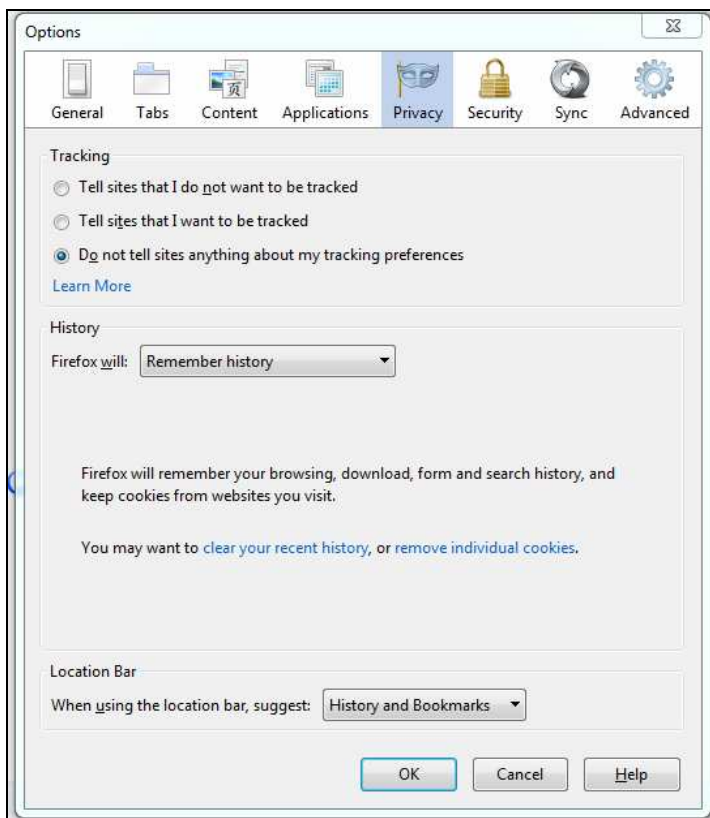 Options
General Tabs Content Applications Privacy Security Sync Advanced
Tracking
Tell sites that I do not want to be tracked
Tell sites that I want to be tracked
Do not tell sites anything about my tracking preferences
Learn More
History
Firefox will: Remember history
Firefox will remember your browsing, download, form and search history, and
keep cookies from websites you visit.
You may want to clear your recent history, or remove individual cookies.
Location Bar
When using the location bar, suggest: History and Bookmarks
OK Cancel Help